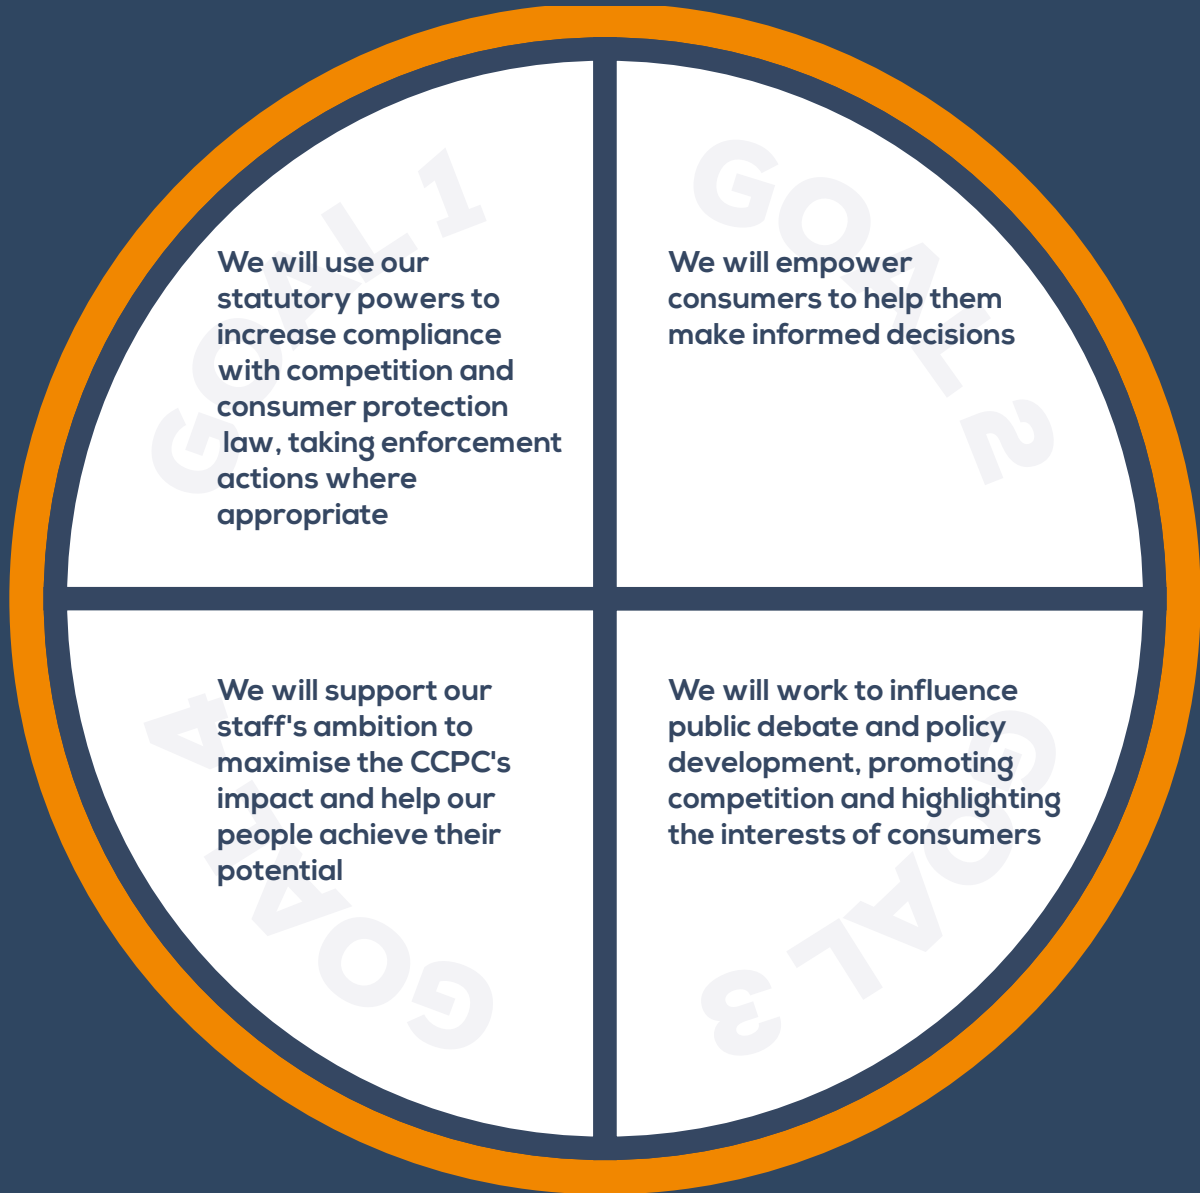 GOAL 1
We will use our
statutory powers to
increase compliance
with competition and
consumer protection
law, taking enforcement
actions where
appropriate
GOAL 2
We will empower
consumers to help them
make informed decisions
GOAL 3
We will work to influence
public debate and policy
development, promoting
competition and highlighting
the interests of consumers
GOAL 4
We will support our
staff's ambition to
maximise the CCPC's
impact and help our
people achieve their
potential